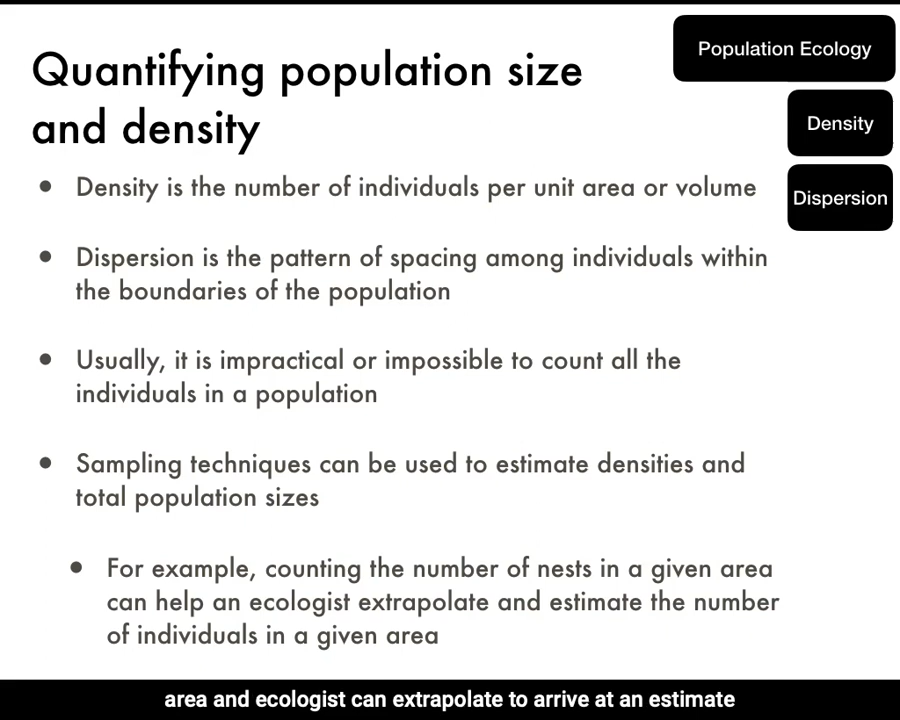 Quantifying population size
and density
Population Ecology
Density
Dispersion
• Density is the number of individuals per unit area or volume
• Dispersion is the pattern of spacing among individuals within
the boundaries of the population
• Usually, it is impractical or impossible to count all the
individuals in a population
• Sampling techniques can be used to estimate densities and
total population sizes
• For example, counting the number of nests in a given area
can help an ecologist extrapolate and estimate the number
of individuals in a given area
area and ecologist can extrapolate to arrive at an estimate